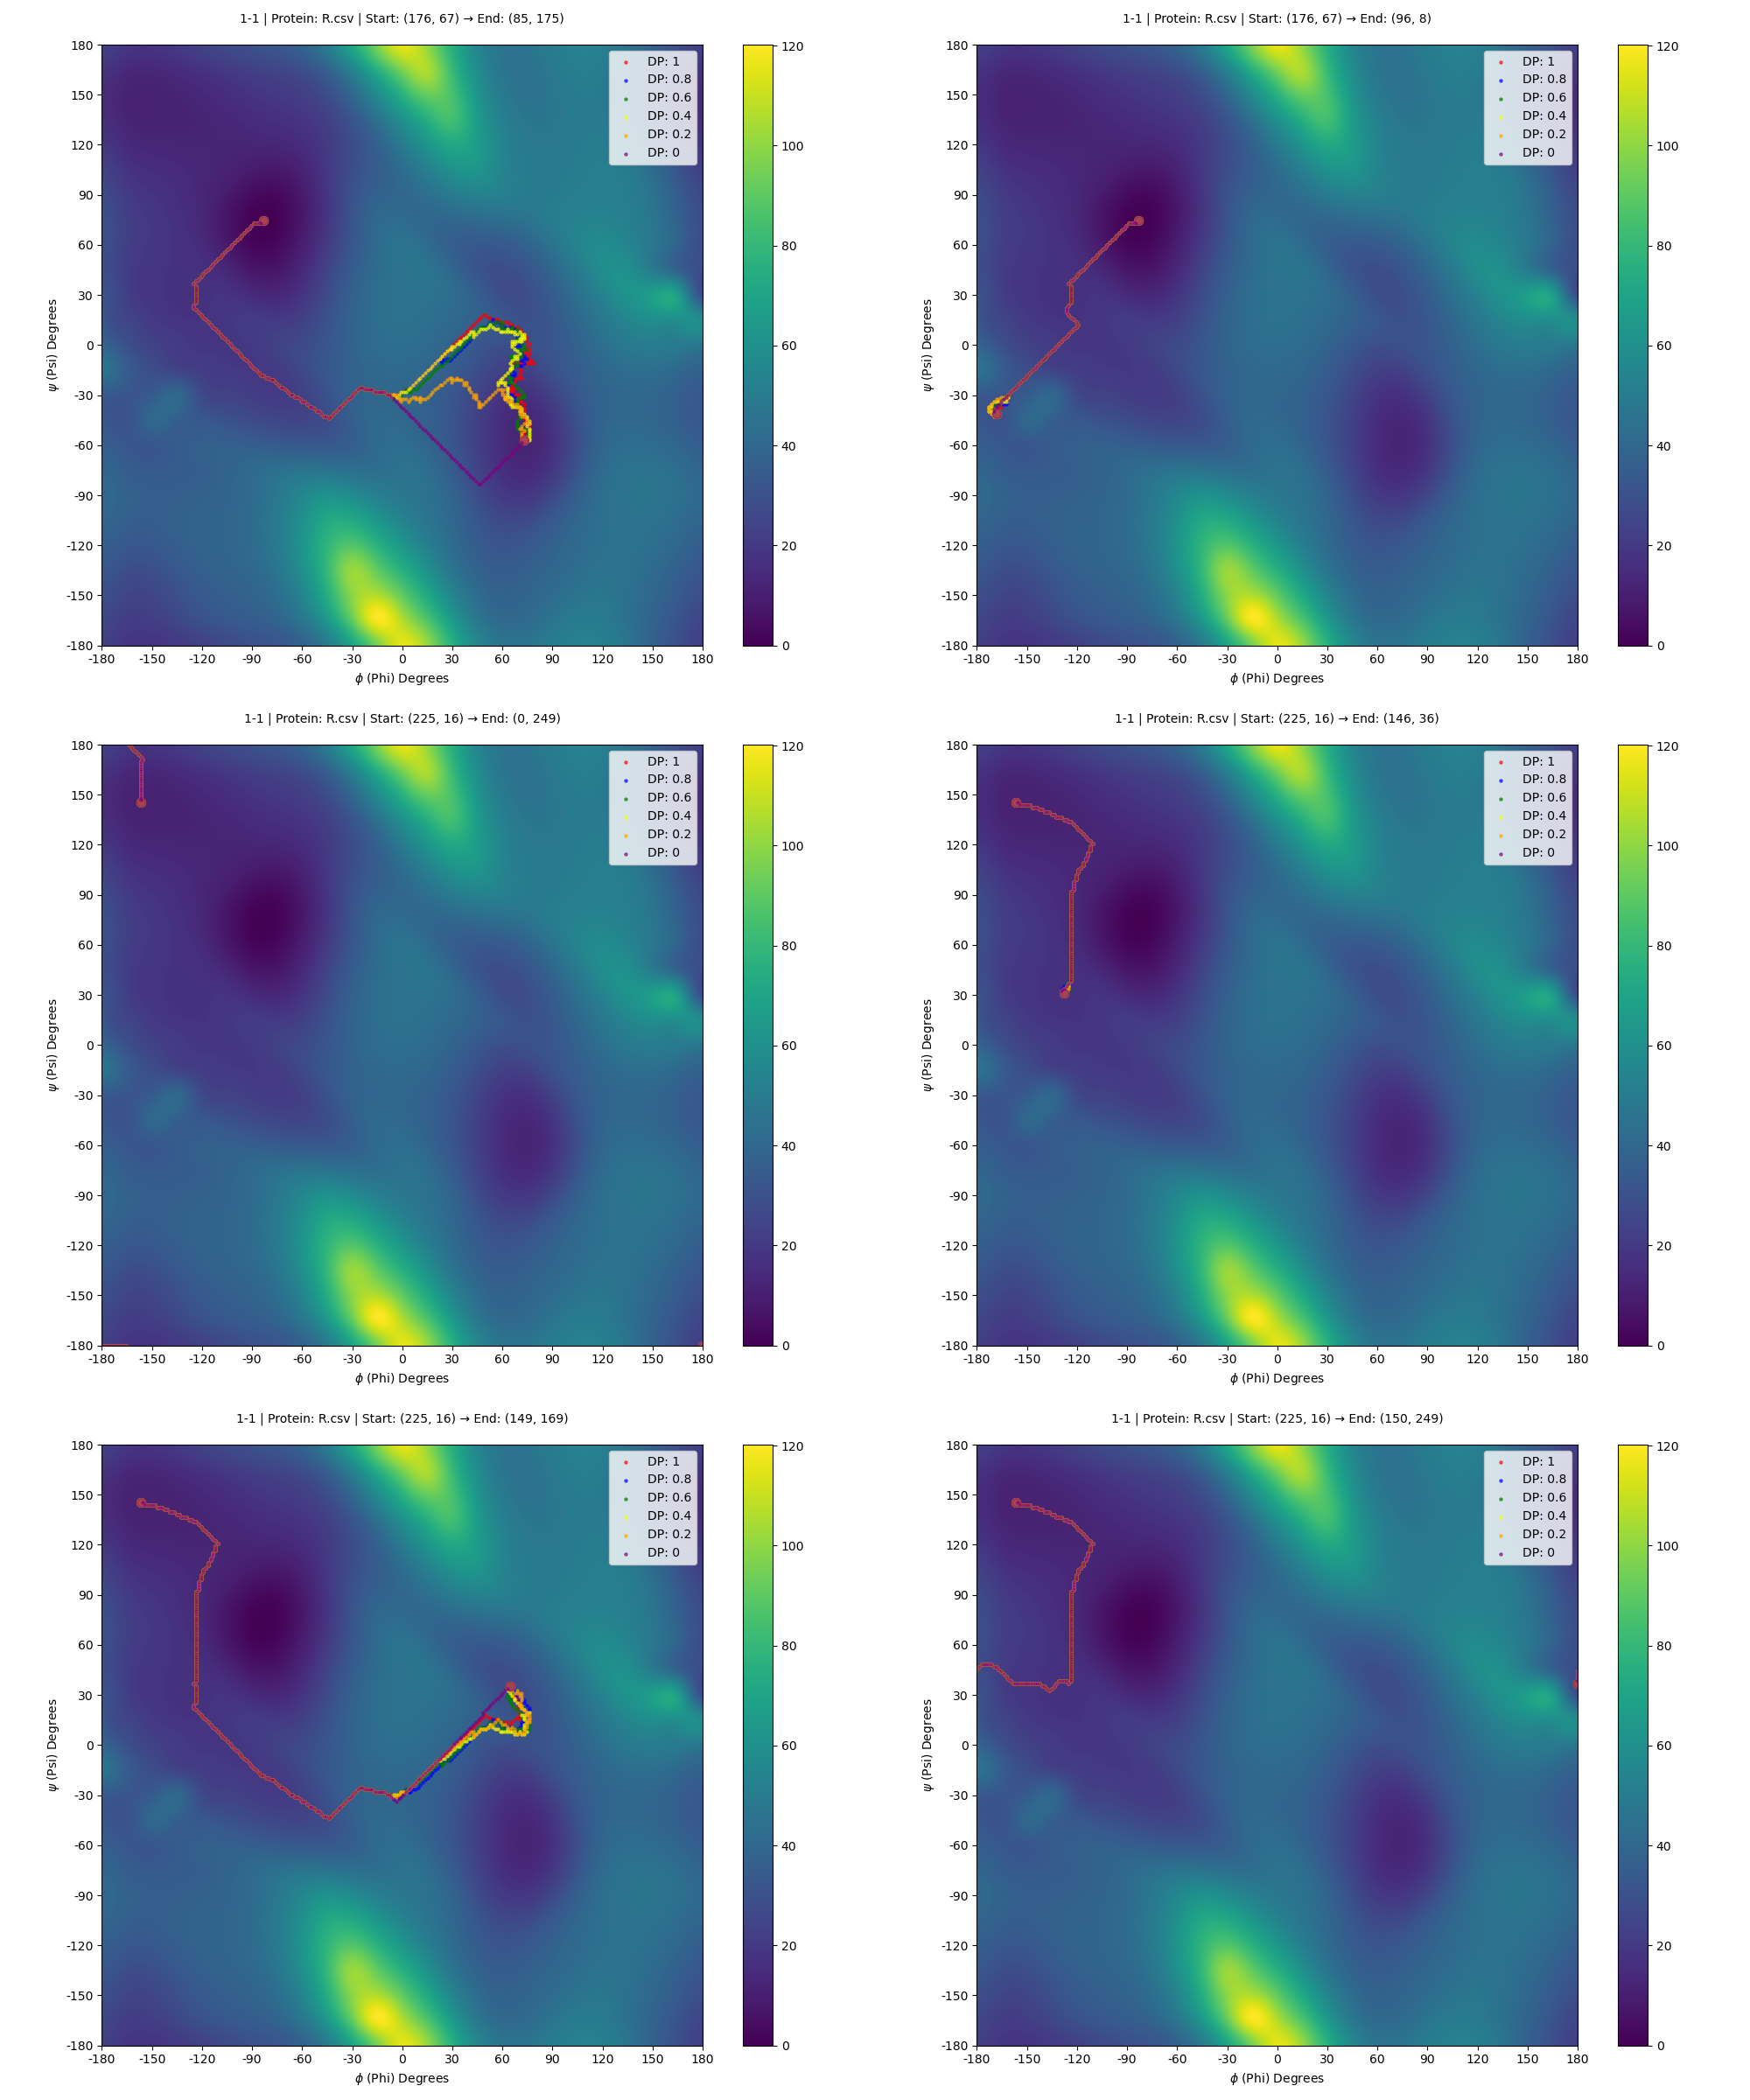 1-1 | Protein: R.csv | Start: (176, 67) → End: (85, 175)
180
150
120
90
60
30
0
-30
-60
-90
-120
-150
-180
ψ (Psi) Degrees
-180 -150 -120 -90 -60 -30 0 30 60 90 120 150 180
ϕ (Phi) Degrees
DP: 1
DP: 0.8
DP: 0.6
DP: 0.4
DP: 0.2
DP: 0
120
100
80
60
40
20
0
1-1 | Protein: R.csv | Start: (176, 67) → End: (96, 8)
180
150
120
90
60
30
0
-30
-60
-90
-120
-150
-180
ψ (Psi) Degrees
-180 -150 -120 -90 -60 -30 0 30 60 90 120 150 180
ϕ (Phi) Degrees
DP: 1
DP: 0.8
DP: 0.6
DP: 0.4
DP: 0.2
DP: 0
120
100
80
60
40
20
0
1-1 | Protein: R.csv | Start: (225, 16) → End: (0, 249)
180
150
120
90
60
30
0
-30
-60
-90
-120
-150
-180
ψ (Psi) Degrees
-180 -150 -120 -90 -60 -30 0 30 60 90 120 150 180
ϕ (Phi) Degrees
DP: 1
DP: 0.8
DP: 0.6
DP: 0.4
DP: 0.2
DP: 0
120
100
80
60
40
20
0
1-1 | Protein: R.csv | Start: (225, 16) → End: (146, 36)
180
150
120
90
60
30
0
-30
-60
-90
-120
-150
-180
ψ (Psi) Degrees
-180 -150 -120 -90 -60 -30 0 30 60 90 120 150 180
ϕ (Phi) Degrees
DP: 1
DP: 0.8
DP: 0.6
DP: 0.4
DP: 0.2
DP: 0
120
100
80
60
40
20
0
1-1 | Protein: R.csv | Start: (225, 16) → End: (149, 169)
180
150
120
90
60
30
0
-30
-60
-90
-120
-150
-180
ψ (Psi) Degrees
-180 -150 -120 -90 -60 -30 0 30 60 90 120 150 180
ϕ (Phi) Degrees
DP: 1
DP: 0.8
DP: 0.6
DP: 0.4
DP: 0.2
DP: 0
120
100
80
60
40
20
0
1-1 | Protein: R.csv | Start: (225, 16) → End: (150, 249)
180
150
120
90
60
30
0
-30
-60
-90
-120
-150
-180
ψ (Psi) Degrees
-180 -150 -120 -90 -60 -30 0 30 60 90 120 150 180
ϕ (Phi) Degrees
DP: 1
DP: 0.8
DP: 0.6
DP: 0.4
DP: 0.2
DP: 0
120
100
80
60
40
20
0